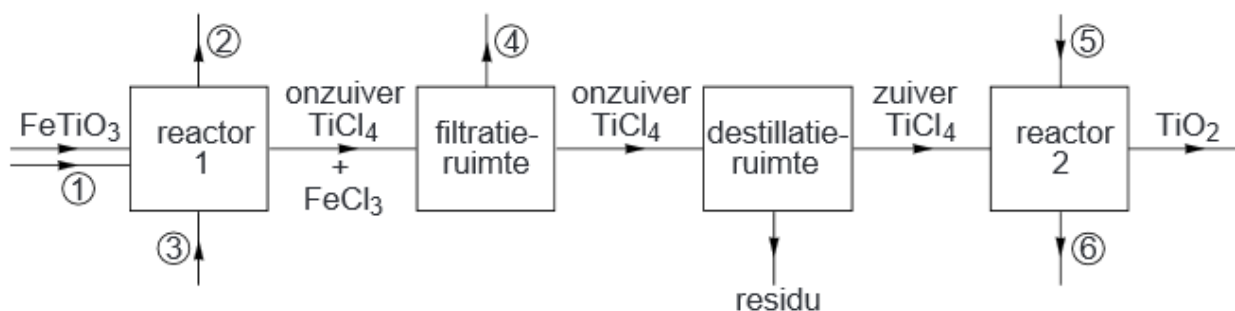 ②
④
⑤
FeTiO₃
①
reactor
1
③
onzuiver
TiCl₄
+
FeCl₃
filtratie-
ruimte
onzuiver
TiCl₄
destillatie-
ruimte
residu
zuiver
TiCl₄
reactor
2
⑥
TiO₂